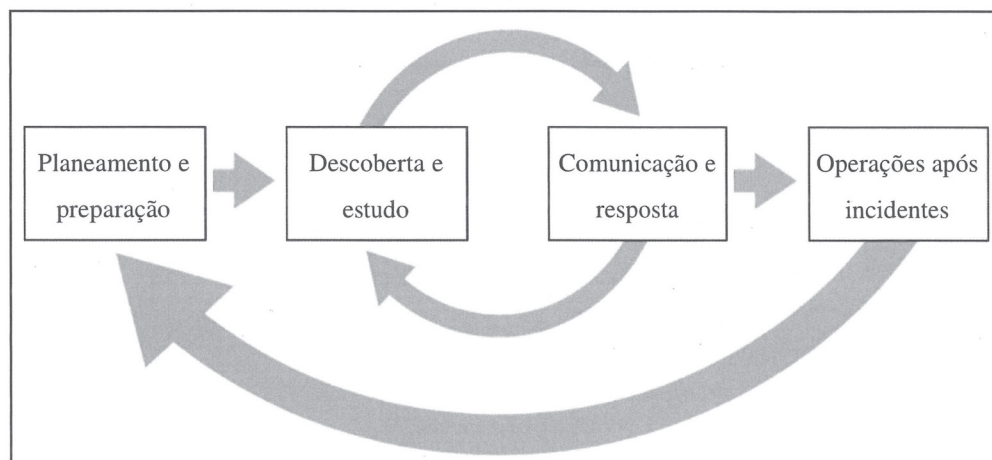 Planeamento e
preparação
Descoberta e
estudo
Comunicação e
resposta
Operações após
incidentes